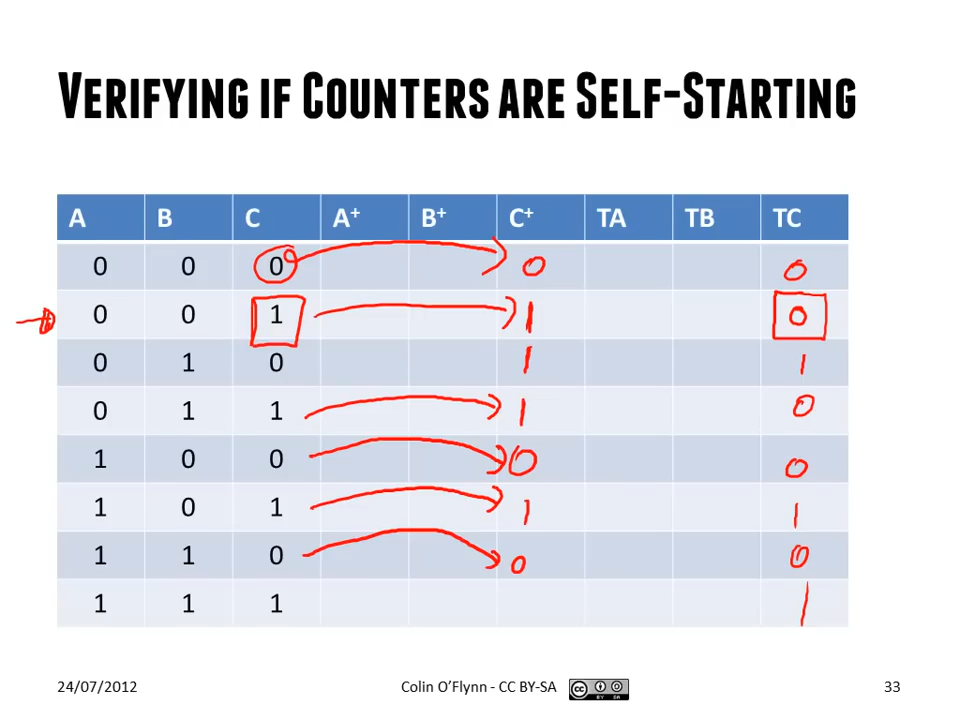 VERIFYING IF COUNTERS ARE SELF-STARTING
A B C A+ B+ C+ TA TB TC
0 0 0 0 0
0 0 1 1 0
0 1 0 1 1
0 1 1 1 0
1 0 0 0 0
1 0 1 1 1
1 1 0 0 0
1 1 1 1
24/07/2012 Colin O'Flynn - CC BY-SA cc BY SA 33